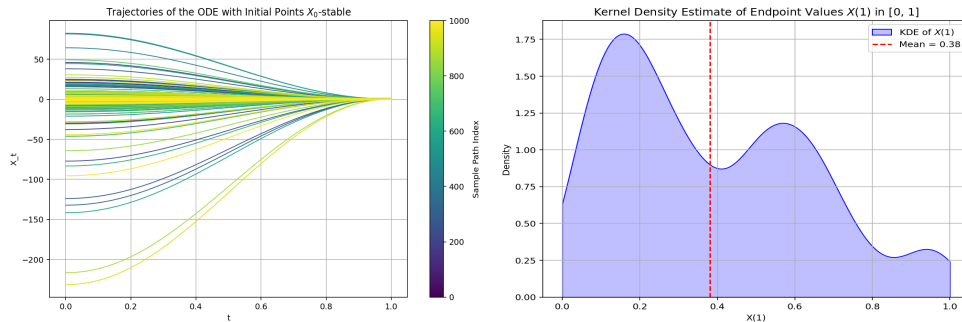 Trajectories of the ODE with Initial Points X₀-stable
X_t
50
0
−50
−100
−150
−200
0.0 0.2 0.4 0.6 0.8 1.0
t
1000
800
600
400
200
0
Sample Path Index
Kernel Density Estimate of Endpoint Values X(1) in [0, 1]
KDE of X(1)
Mean = 0.38
Density
1.75
1.50
1.25
1.00
0.75
0.50
0.25
0.00
0.0 0.2 0.4 0.6 0.8 1.0
X(1)